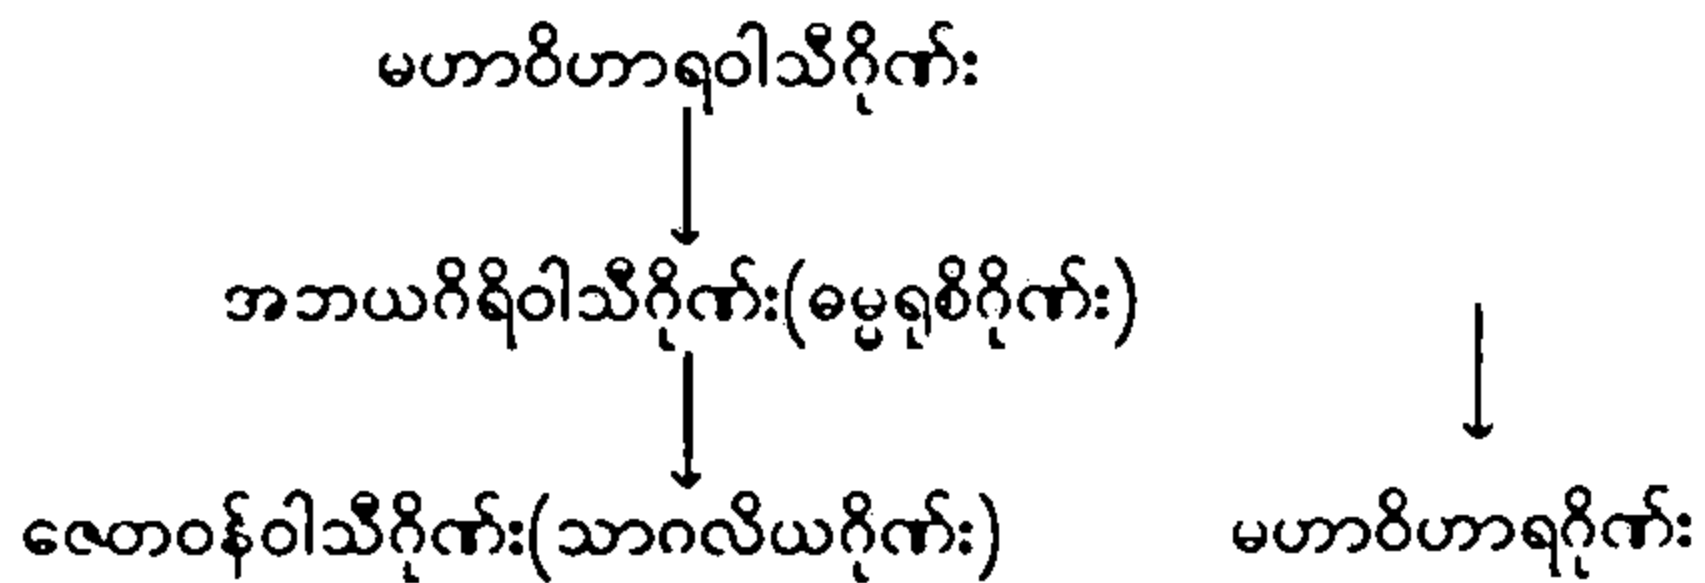 မဟာဝိဟာရဝါသီဂိုဏ်း
အဘယဂိရိဝါသီဂိုဏ်း(ဓမ္မရုစိဂိုဏ်း)
ဇေတဝန်ဝါသီဂိုဏ်း(သာဂလိယဂိုဏ်း) မဟာဝိဟာရဂိုဏ်း